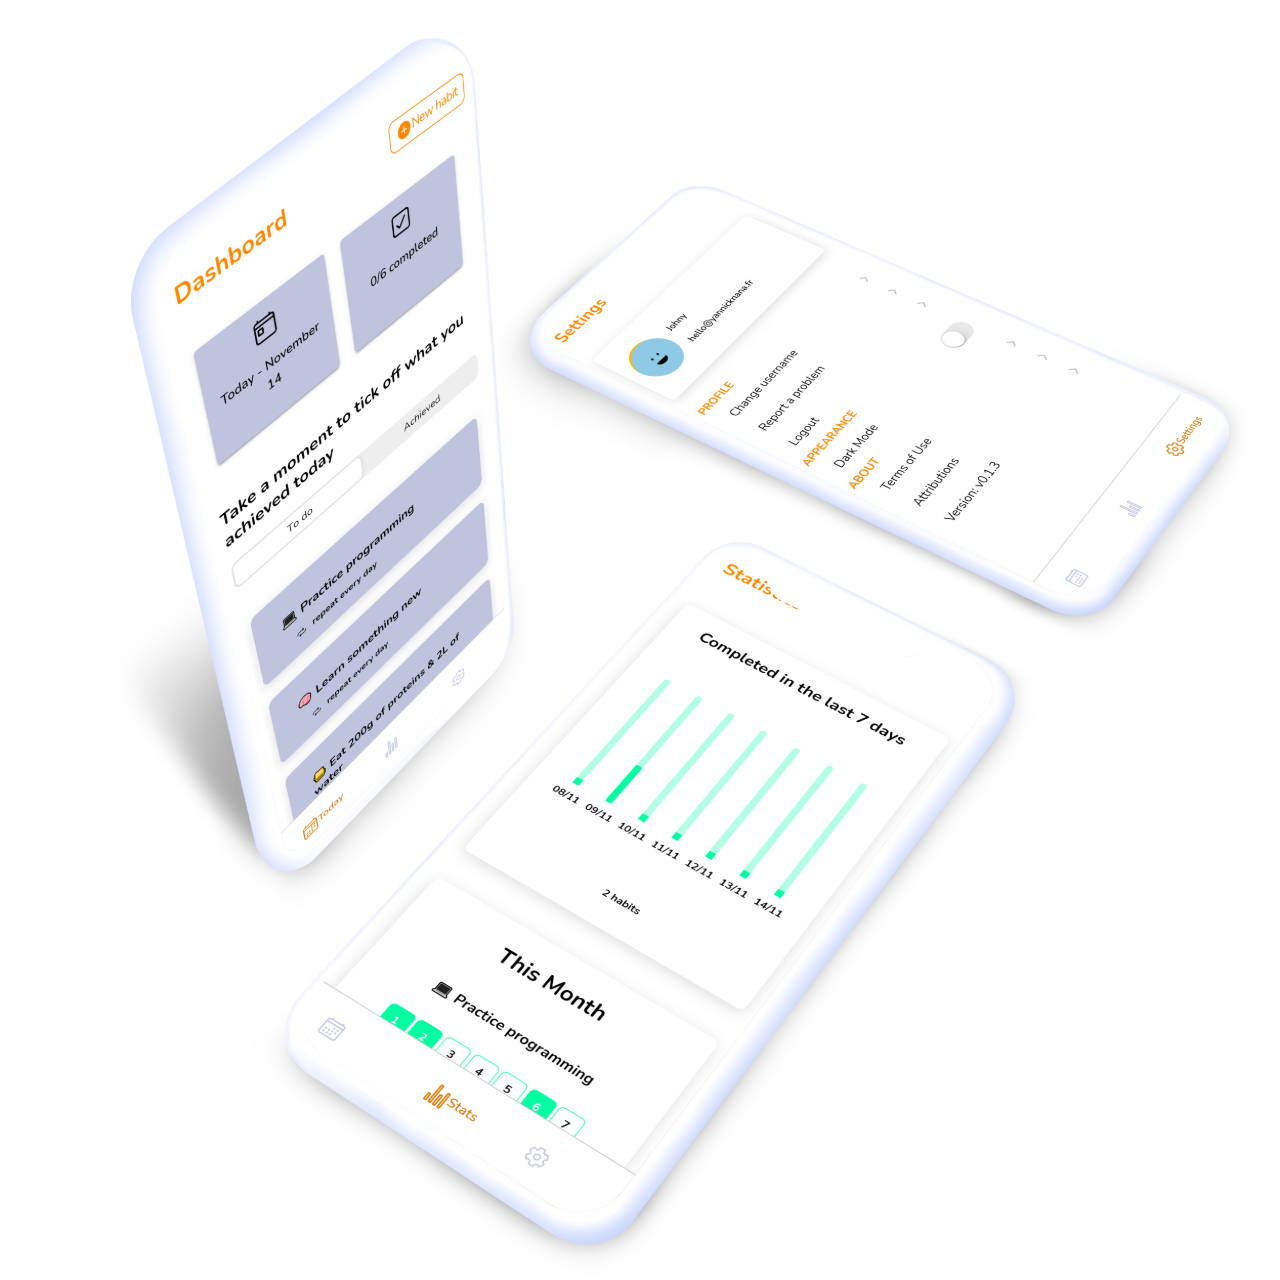 New habit
Dashboard
Today - November
14
0/6 completed
Take a moment to tick off what you
achieved today
To do
Achieved
Practice programming
repeat every day
Learn something new
repeat every day
Eat 200g of proteins & 2L of
water
Today
Settings
Johny
hello@yannicknana.fr
PROFILE
Change username
Report a problem
Logout
APPEARANCE
Dark Mode
ABOUT
Terms of Use
Attributions
Version: v0.1.3
Settings
Completed in the last 7 days
08/11 09/11 10/11 11/11 12/11 13/11 14/11
2 habits
This Month
Practice programming
1 2 3 4 5 6 7
Stats